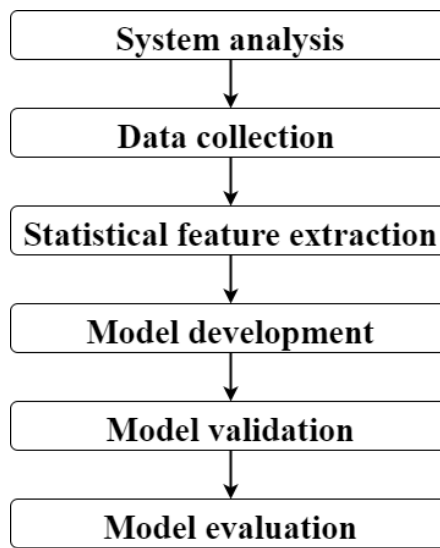 System analysis
Data collection
Statistical feature extraction
Model development
Model validation
Model evaluation